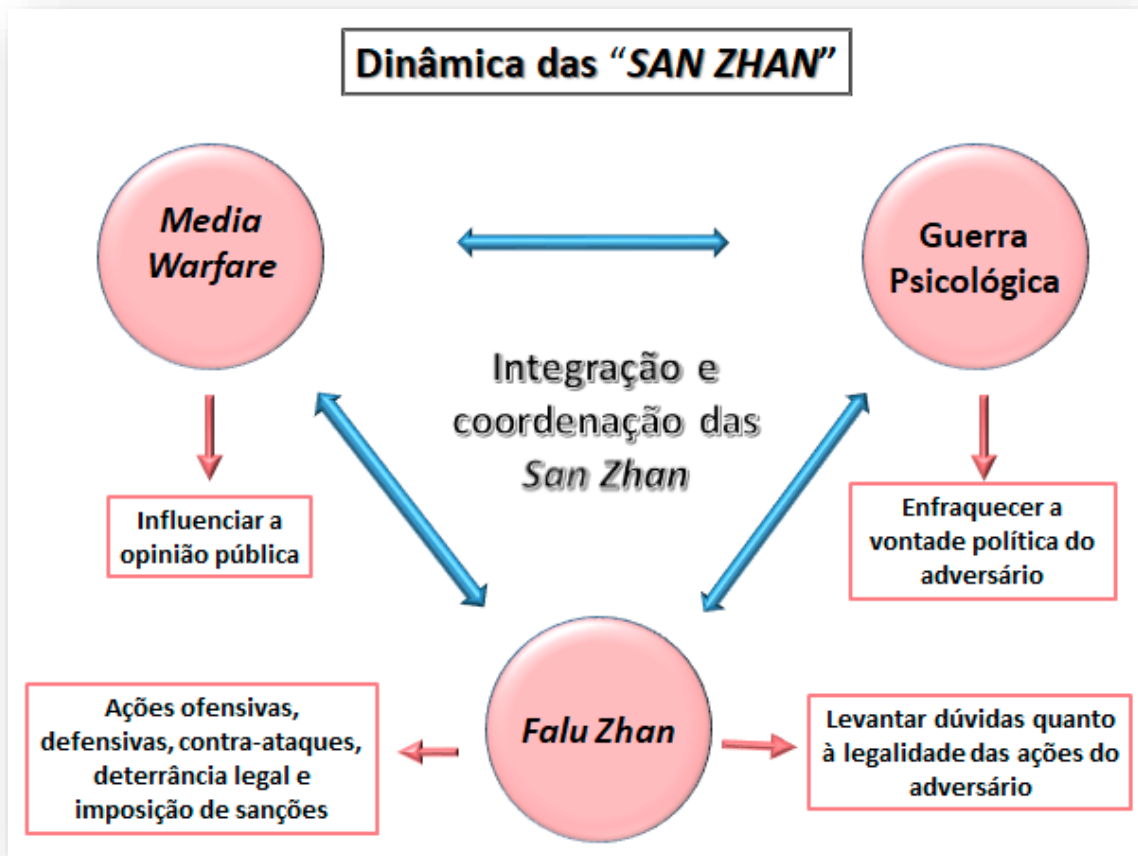 Dinâmica das “SAN ZHAN”
Media
Warfare
Guerra
Psicológica
Integração e
coordenação das
San Zhan
Influenciar a
opinião pública
Enfraquecer a
vontade política do
adversário
Falu Zhan
Ações ofensivas,
defensivas, contra-ataques,
deterrância legal e
imposição de sanções
Levantar dúvidas quanto
à legalidade das ações do
adversário